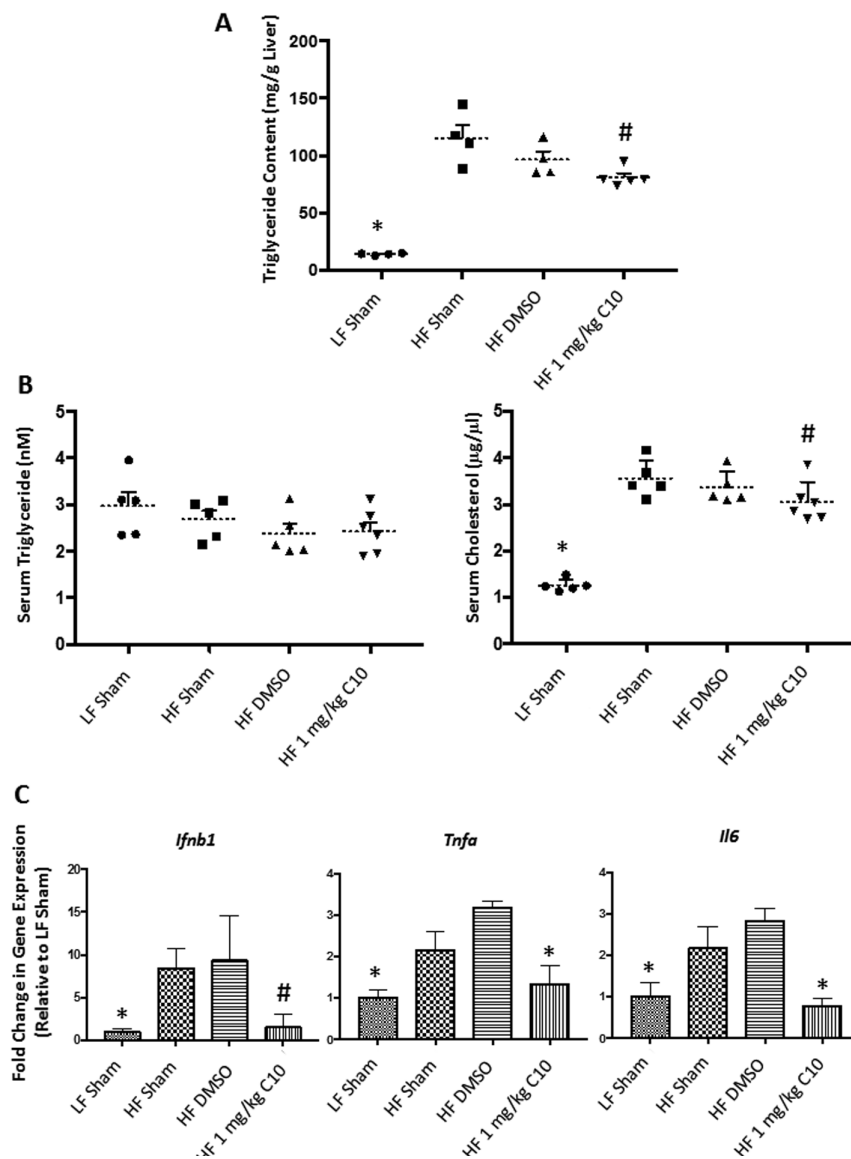 A
Triglyceride Content (mg/g Liver)
200
150
100
50
0
*
#
LF Sham
HF Sham
HF DMSO
HF 1 mg/kg C10
B
Serum Triglyceride (nM)
5
4
3
2
1
0
LF Sham
HF Sham
HF DMSO
HF 1 mg/kg C10
Serum Cholesterol (µg/µl)
5
4
3
2
1
0
*
#
LF Sham
HF Sham
HF DMSO
HF 1 mg/kg C10
C
Fold Change in Gene Expression
(Relative to LF Sham)
Ifnb1
20
15
10
5
0
*
#
LF Sham
HF Sham
HF DMSO
HF 1 mg/kg C10
Tnfa
4
3
2
1
0
*
*
LF Sham
HF Sham
HF DMSO
HF 1 mg/kg C10
Il6
4
3
2
1
0
*
*
LF Sham
HF Sham
HF DMSO
HF 1 mg/kg C10